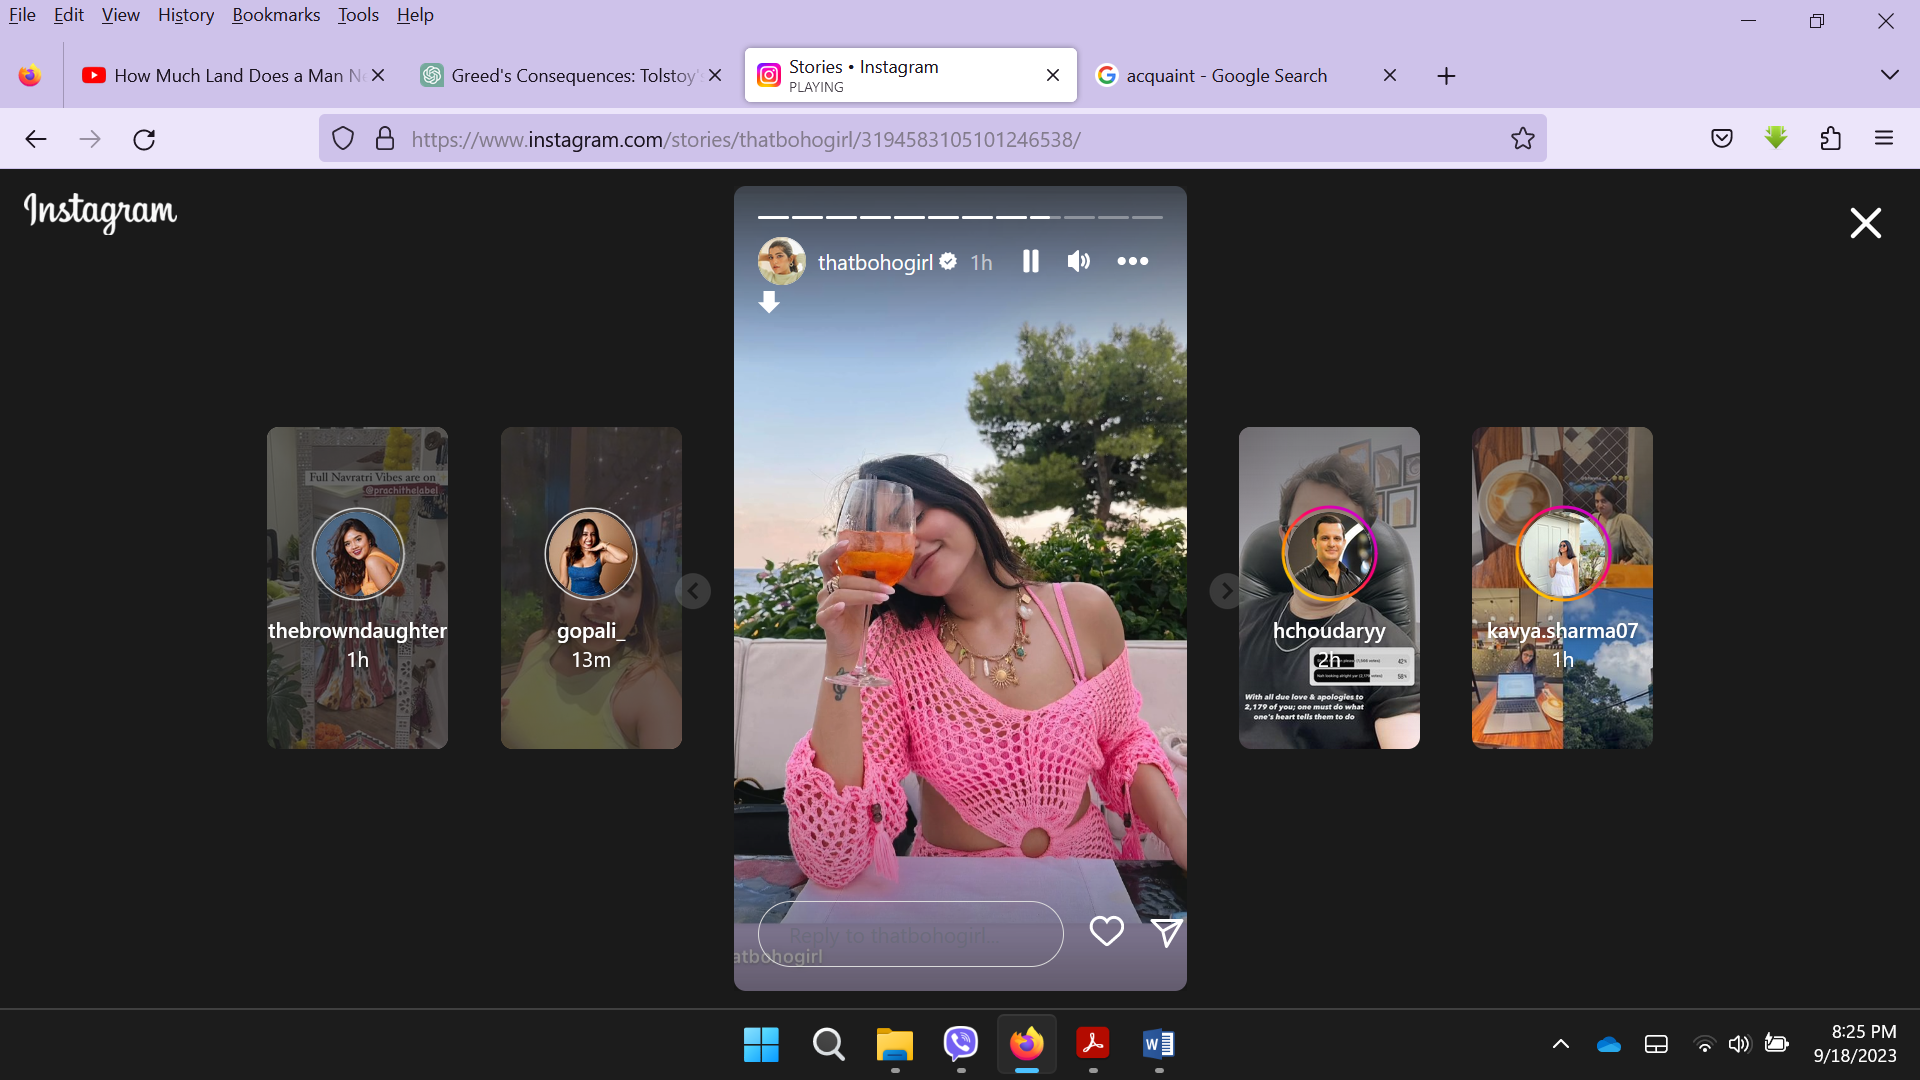 File Edit View History Bookmarks Tools Help
How Much Land Does a Man Ne
Greed's Consequences: Tolstoy's
Stories • Instagram
PLAYING
acquaint - Google Search
https://www.instagram.com/stories/thatbohogirl/3194583105101246538/
Instagram
thatbohogirl 1h
Full Navratri Vibes are on
@prachithelabel
thebrowndaughter
1h
gopali_
13m
hchoudaryy
2h
42%
58%
With all due love & apologies to
2,179 of you; one must do what
one's heart tells them to do
kavya.sharma07
1h
Reply to thatbohogirl...
atbohogirl
W
8:25 PM
9/18/2023